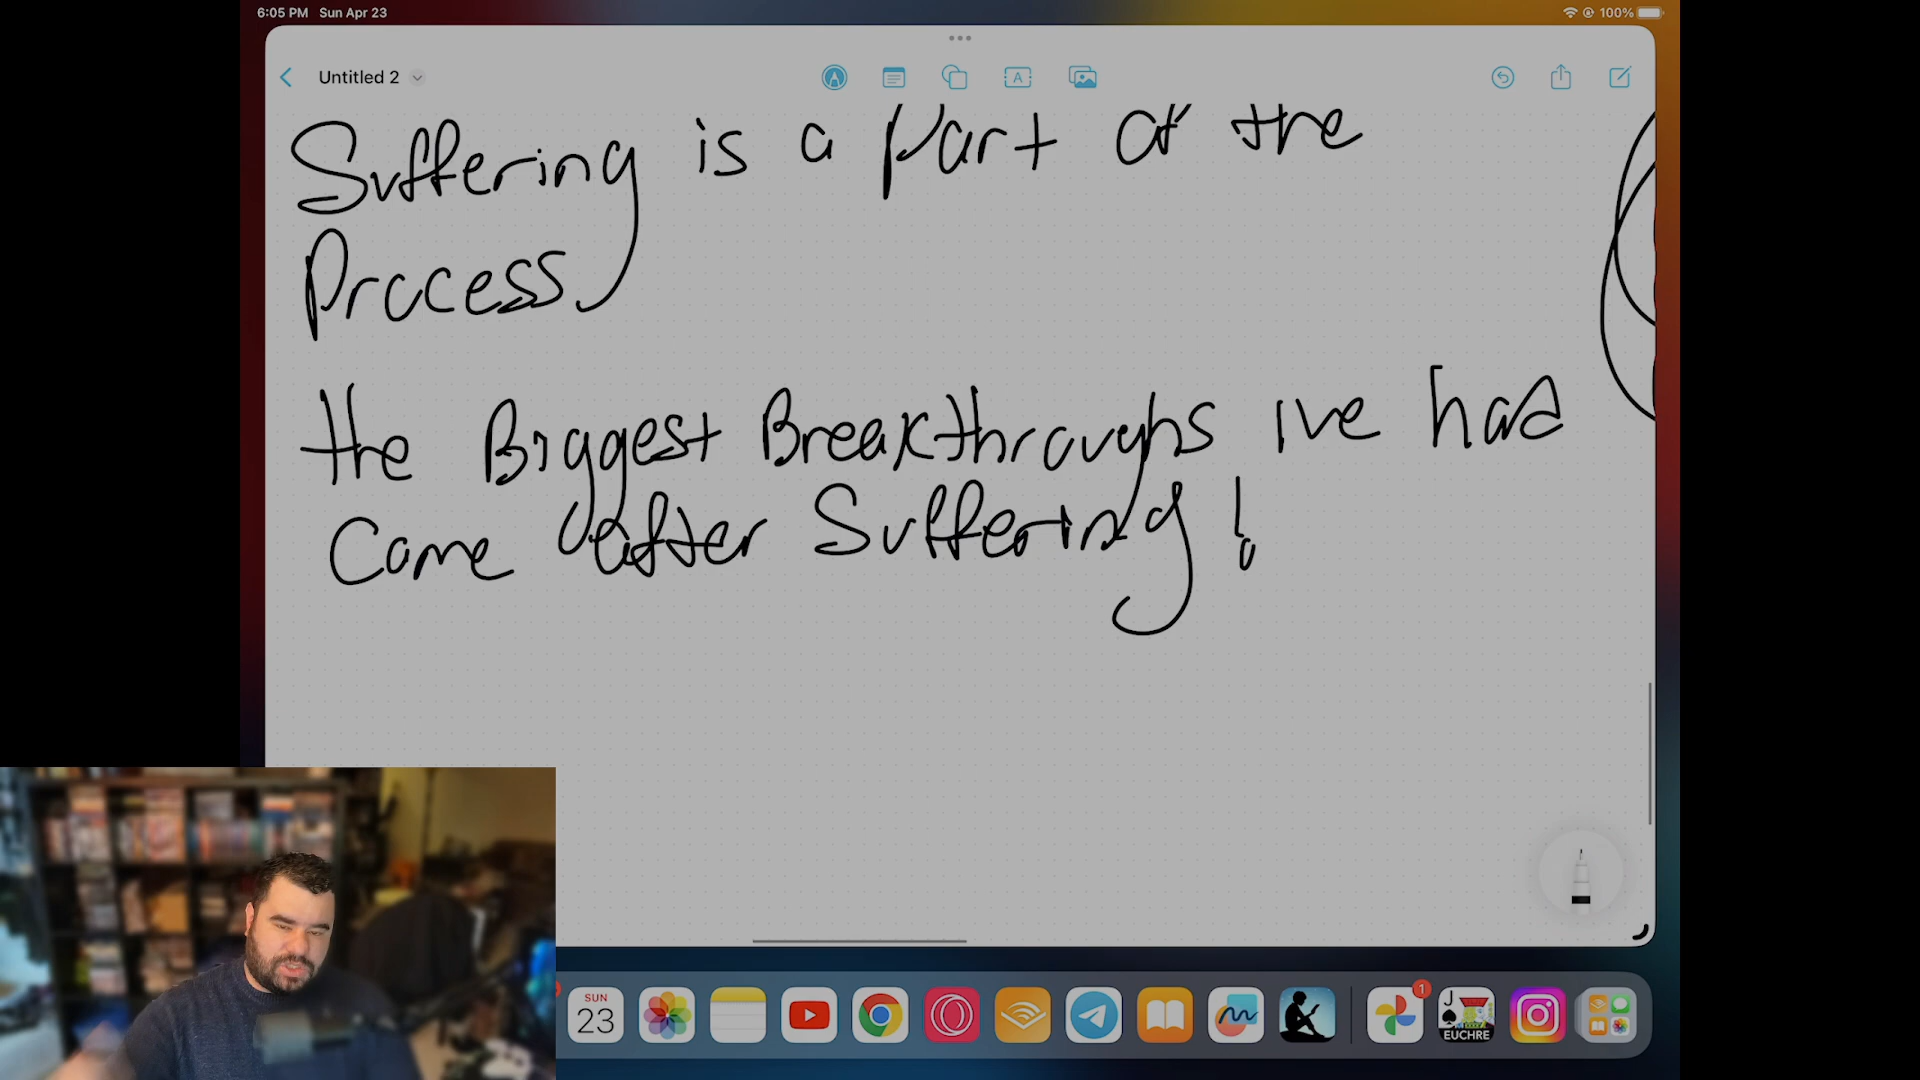 6:05 PM Sun Apr 23
100%
Untitled 2
A
Suffering is a part of the
Process.
the Biggest Breakthroughs Ive had
Come after Suffering!
SUN
23
1
J
EUCHRE